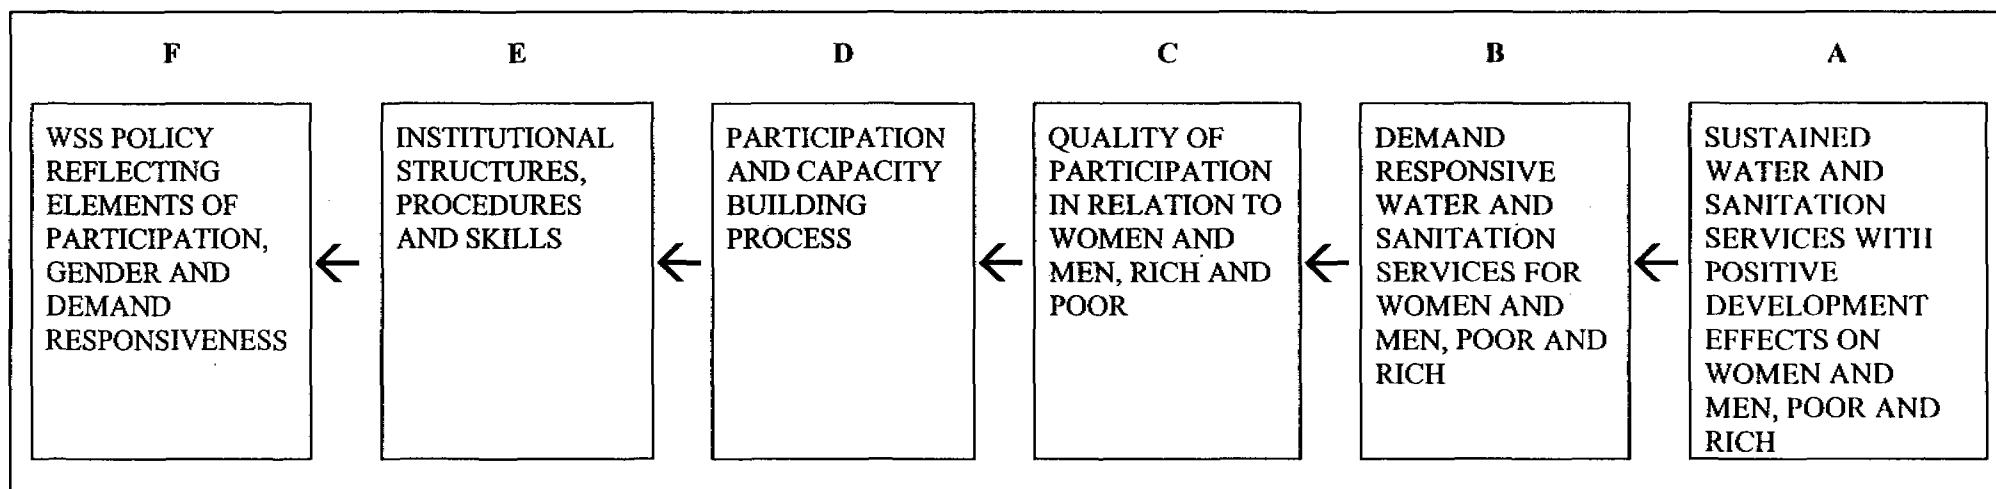 F
WSS POLICY
REFLECTING
ELEMENTS OF
PARTICIPATION,
GENDER AND
DEMAND
RESPONSIVENESS
E
INSTITUTIONAL
STRUCTURES,
PROCEDURES
AND SKILLS
D
PARTICIPATION
AND CAPACITY
BUILDING
PROCESS
C
QUALITY OF
PARTICIPATION
IN RELATION TO
WOMEN AND
MEN, RICH AND
POOR
B
DEMAND
RESPONSIVE
WATER AND
SANITATION
SERVICES FOR
WOMEN AND
MEN, POOR AND
RICH
A
SUSTAINED
WATER AND
SANITATION
SERVICES WITH
POSITIVE
DEVELOPMENT
EFFECTS ON
WOMEN AND
MEN, POOR AND
RICH